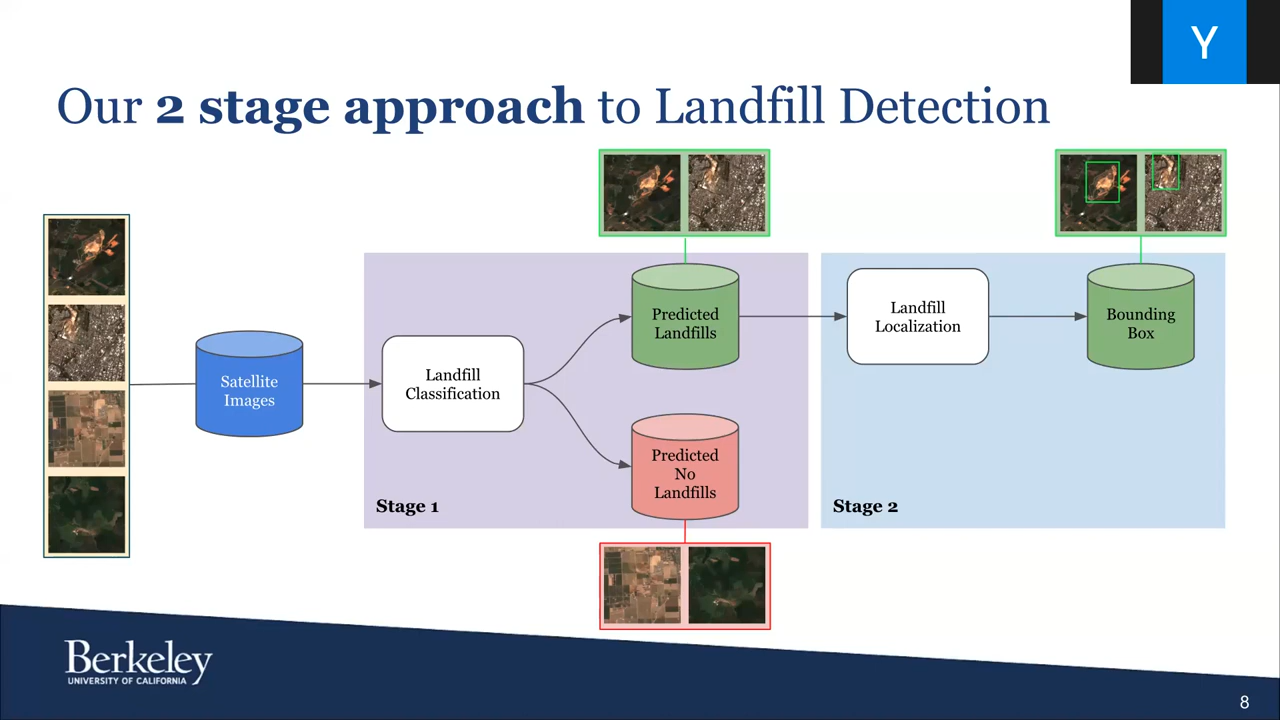 Y
Our 2 stage approach to Landfill Detection
Satellite
Images
Landfill
Classification
Predicted
Landfills
Predicted
No
Landfills
Stage 1
Landfill
Localization
Bounding
Box
Stage 2
Berkeley
UNIVERSITY OF CALIFORNIA
8